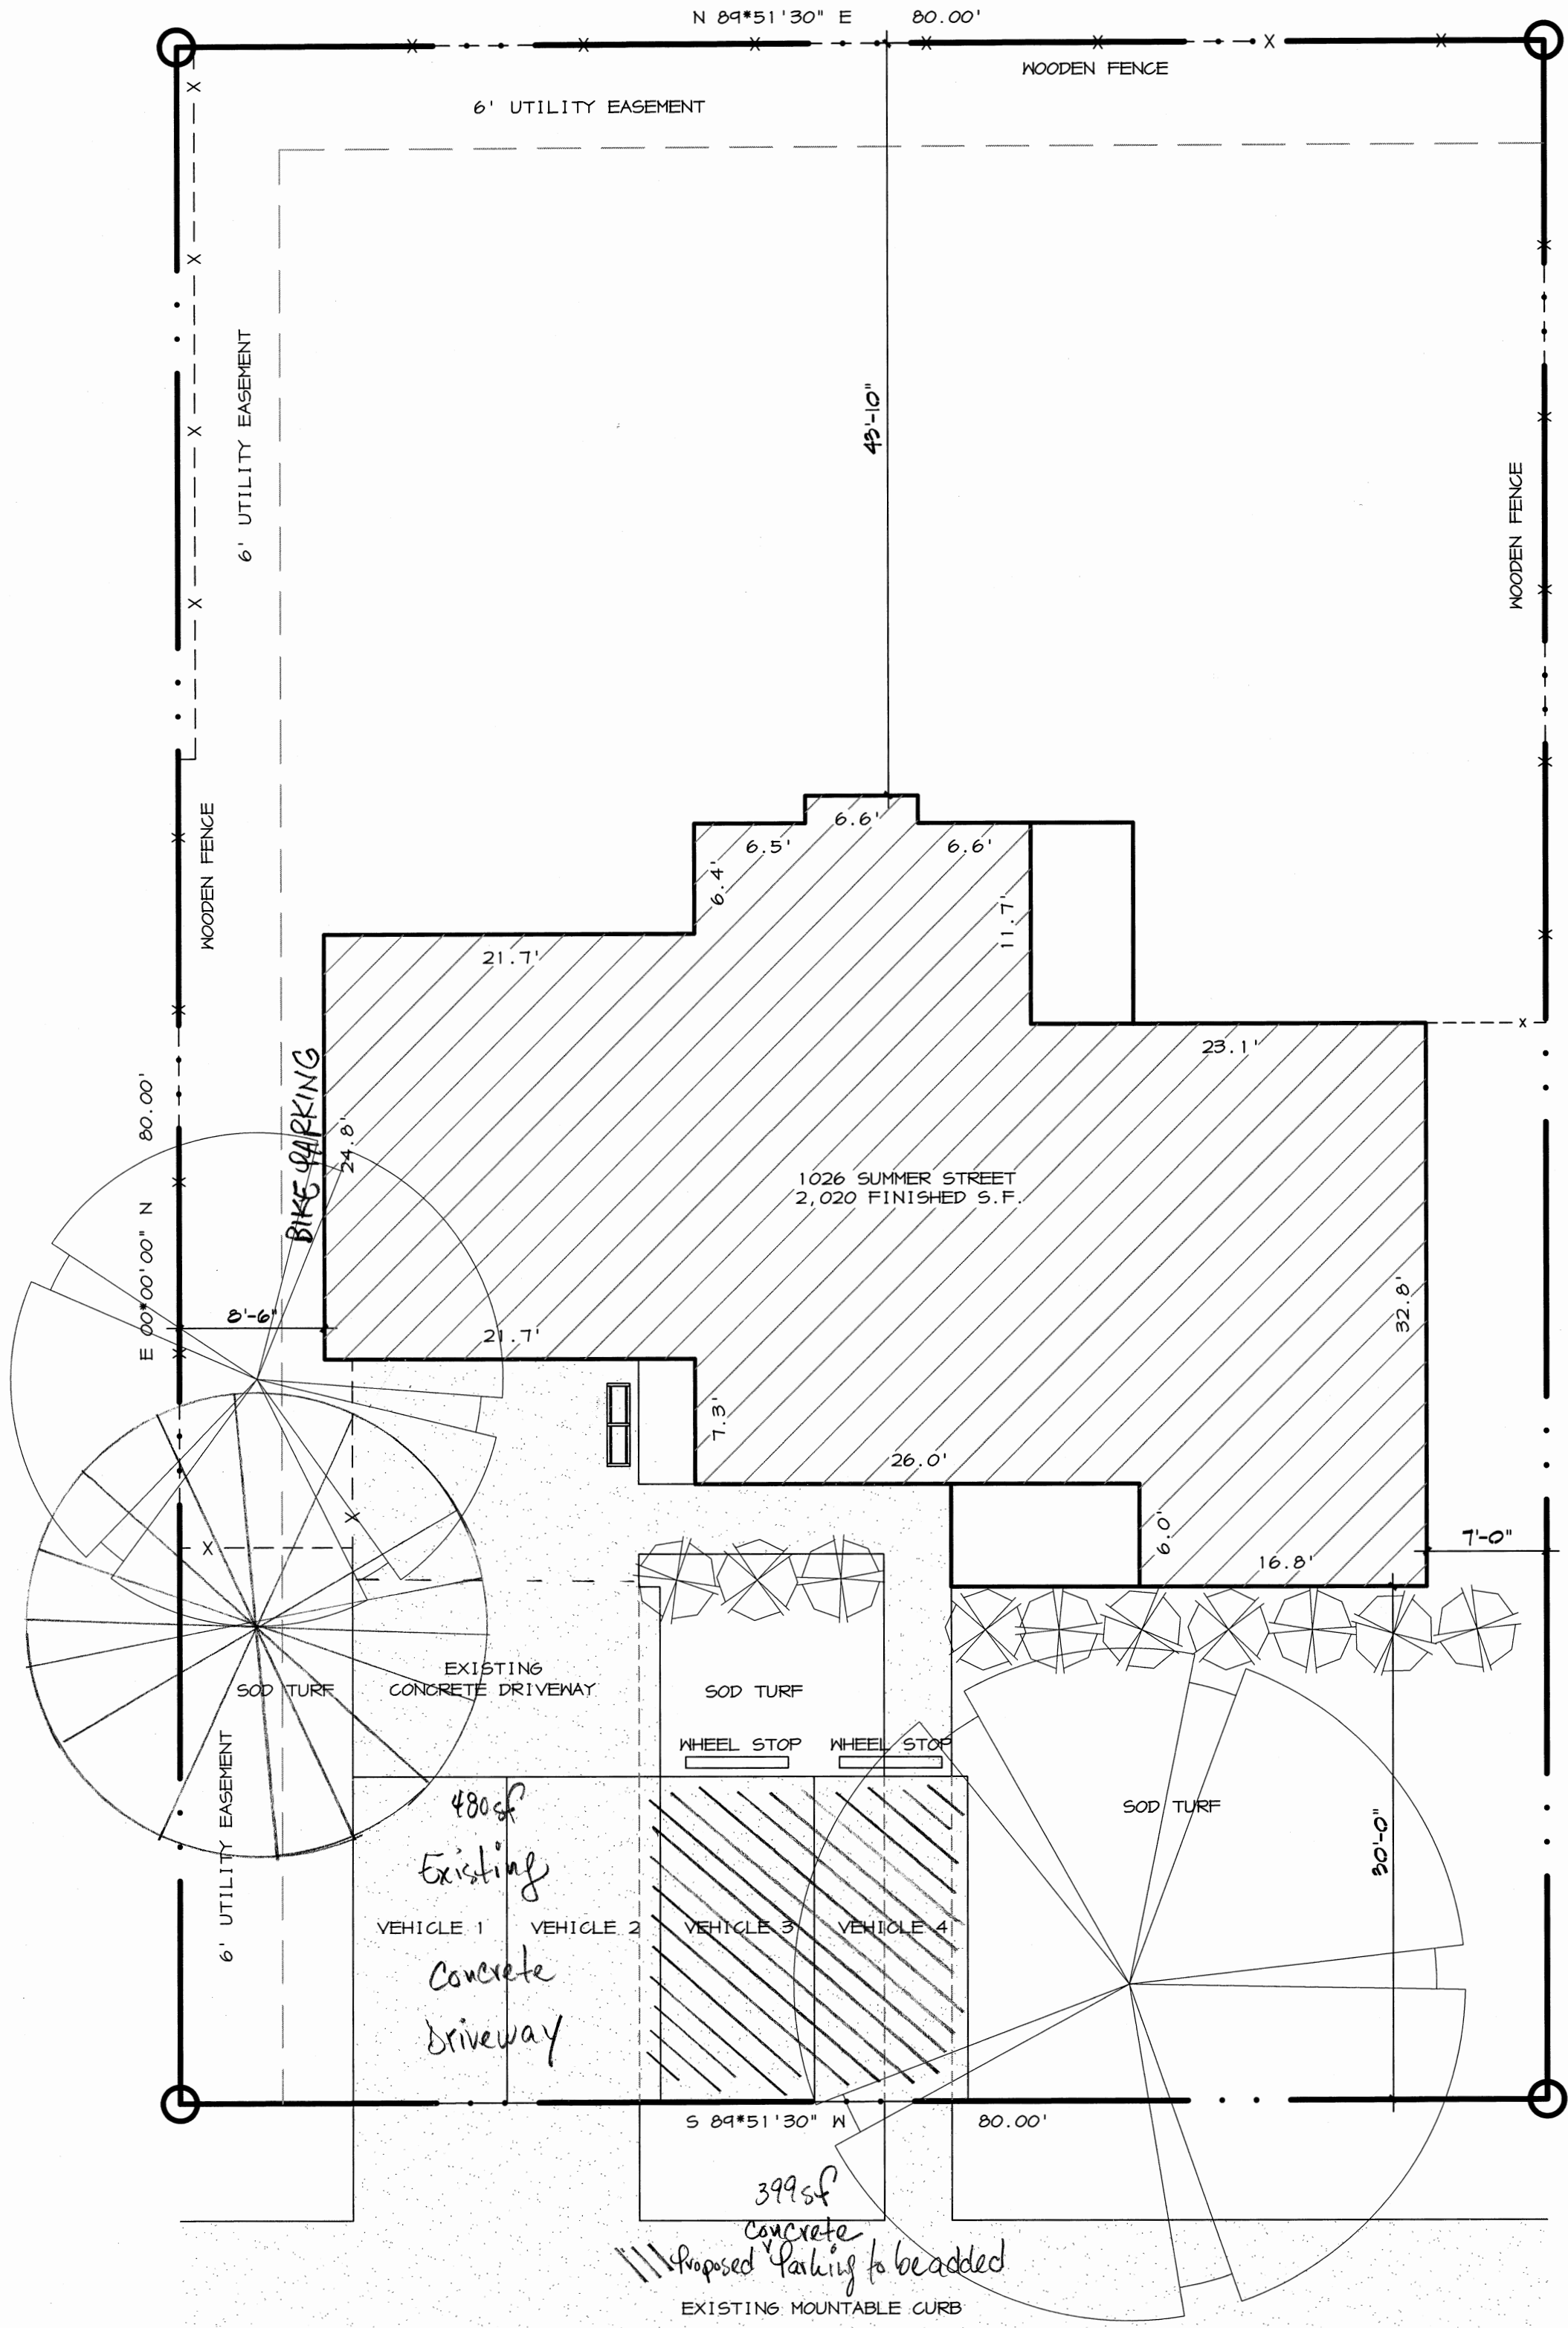 N 89*51'30" E 80.00'
WOODEN FENCE
6' UTILITY EASEMENT
6' UTILITY EASEMENT
43'-10"
WOODEN FENCE
WOODEN FENCE
6.6'
6.5'
6.6'
6.4'
11.7'
21.7'
23.1'
BIKE PARKING
24.8'
E 00*00'00" N 80.00'
1026 SUMMER STREET
2,020 FINISHED S.F.
32.8'
8'-6"
21.7'
7.3'
26.0'
6.0'
16.8'
7'-0"
EXISTING
CONCRETE DRIVEWAY
SOD TURF
SOD TURF
WHEEL STOP
WHEEL STOP
6' UTILITY EASEMENT
480sf
Existing
SOD TURF
30'-0"
VEHICLE 1
VEHICLE 2
VEHICLE 3
VEHICLE 4
Concrete
Driveway
S 89*51'30" W 80.00'
399sf
concrete
Proposed Parking to be added
EXISTING MOUNTABLE CURB